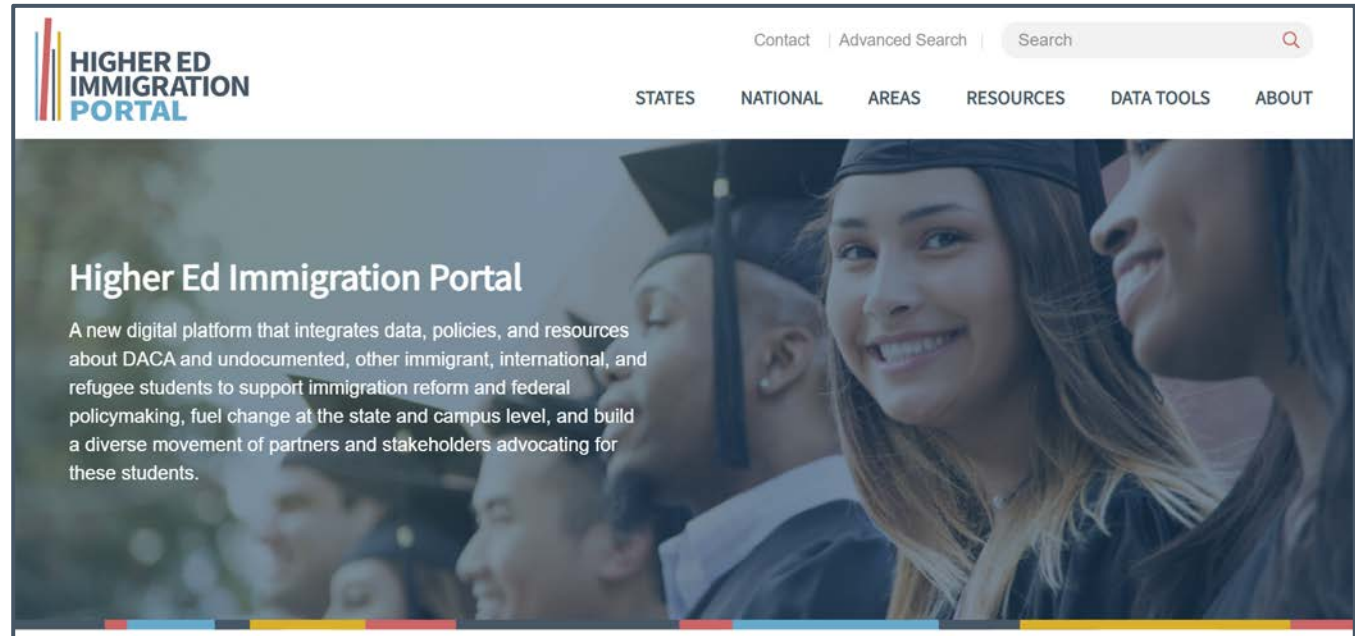 HIGHER ED
IMMIGRATION
PORTAL
Contact | Advanced Search | Search
STATES NATIONAL AREAS RESOURCES DATA TOOLS ABOUT
Higher Ed Immigration Portal
A new digital platform that integrates data, policies, and resources
about DACA and undocumented, other immigrant, international, and
refugee students to support immigration reform and federal
policymaking, fuel change at the state and campus level, and build
a diverse movement of partners and stakeholders advocating for
these students.